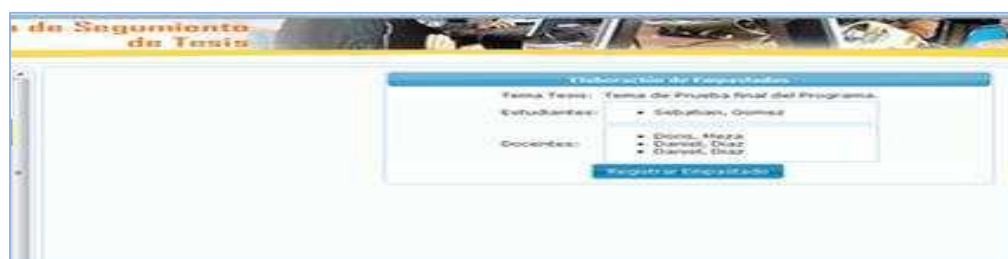 a de Segumiento
de Tesis
Elaboración de Empastados
Tema Tesis: Tema de Prueba final del Programa.
Estudiantes: • Sebatian, Gomez
Docentes:
• Doris, Meza
• Daniel, Diaz
• Daniel, Diaz
Registrar Empastado